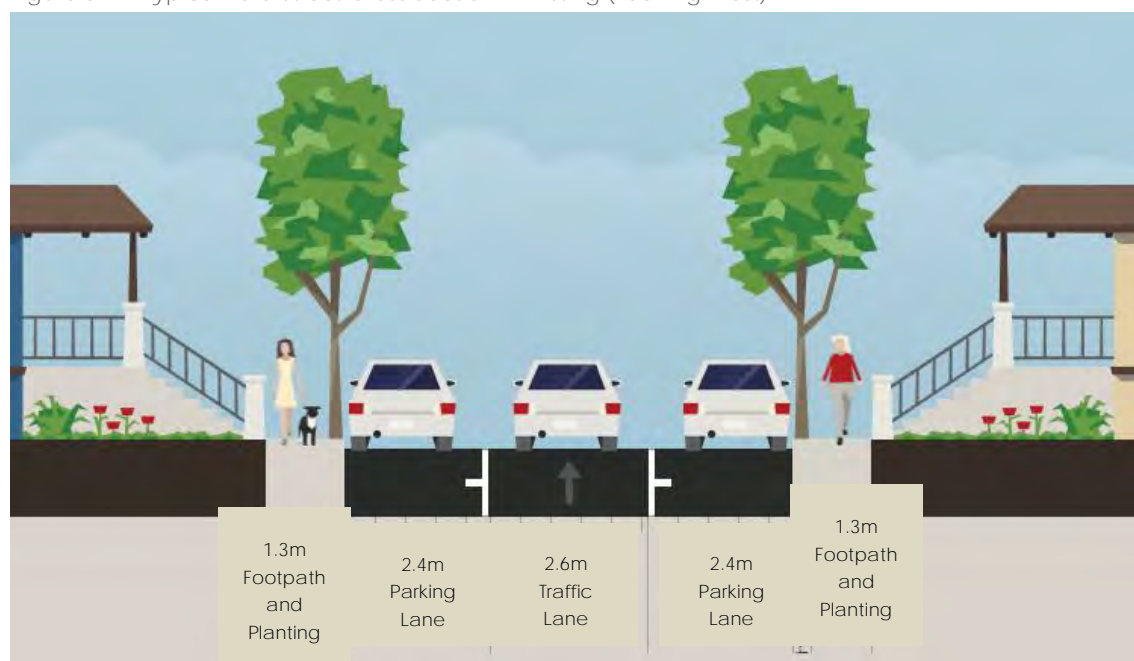 1.3m
Footpath
and
Planting
2.4m
Parking
Lane
2.6m
Traffic
Lane
2.4m
Parking
Lane
1.3m
Footpath
and
Planting